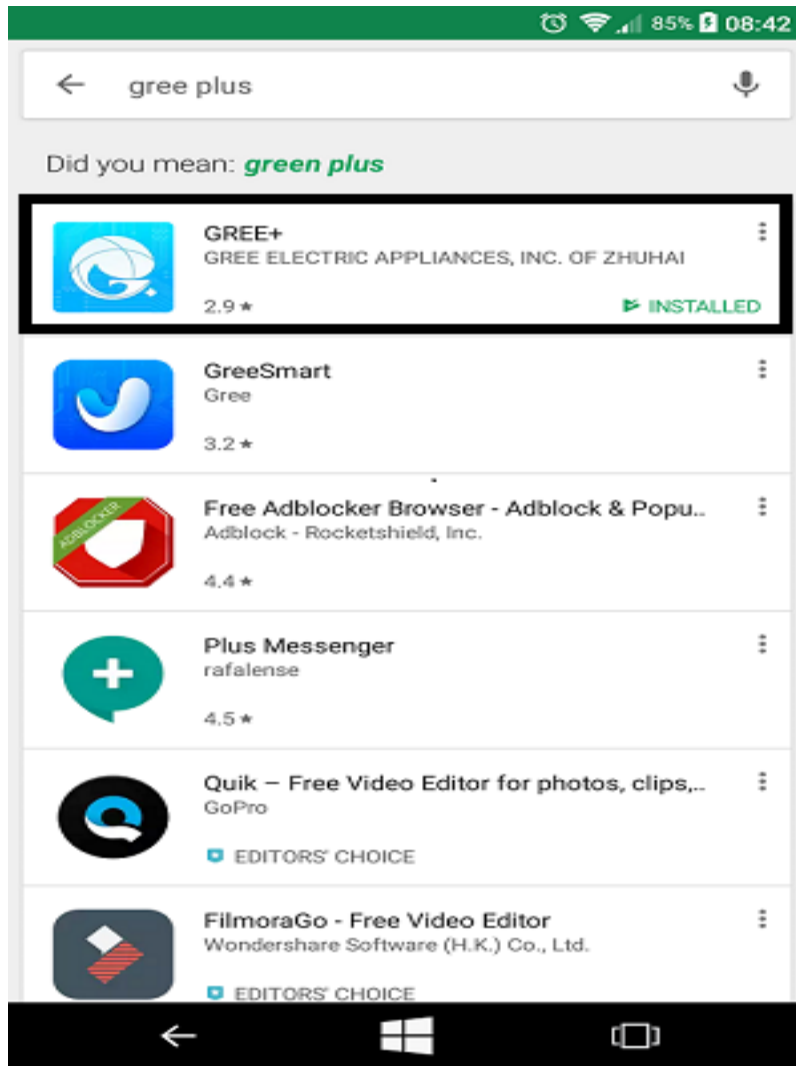 85% 08:42
gree plus
Did you mean: green plus
GREE+
GREE ELECTRIC APPLIANCES, INC. OF ZHUHAI
2.9 ★ INSTALLED
GreeSmart
Gree
3.2 ★
ADBLOCKER
Free Adblocker Browser - Adblock & Popu..
Adblock - Rocketshield, Inc.
4.4 ★
Plus Messenger
rafalense
4.5 ★
Quik – Free Video Editor for photos, clips,..
GoPro
EDITORS' CHOICE
FilmoraGo - Free Video Editor
Wondershare Software (H.K.) Co., Ltd.
EDITORS' CHOICE